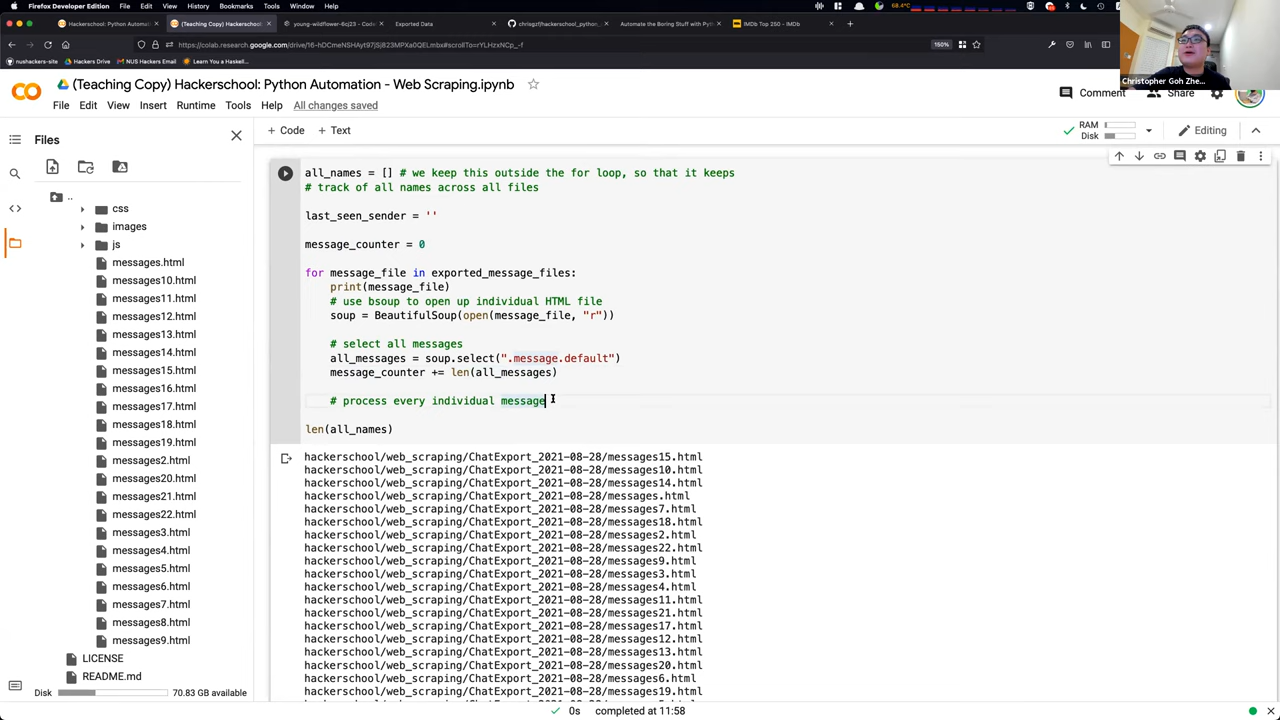 Firefox Developer Edition File Edit View History Bookmarks Tools Window Help
68.4°C
Hackerschool: Python Automat
(Teaching Copy) Hackerschool:
young-wildflower-6cjZ3 - Code
Exported Data
chrisgzf/hackerschool_python_
Automate the Boring Stuff with Py
IMDb Top 250 - IMDb
https://colab.research.google.com/drive/
150%
nushackers-site Hackers Drive NUS Hackers Email Learn You a Haskell...
Christopher Goh Zhe...
(Teaching Copy) Hackerschool: Python Automation - Web Scraping.ipynb
File Edit View Insert Runtime Tools Help All changes saved
Comment Share
Files
+ Code + Text
RAM
Disk
Editing
..
css
images
js
messages.html
messages10.html
messages11.html
messages12.html
messages13.html
messages14.html
messages15.html
messages16.html
messages17.html
messages18.html
messages19.html
messages2.html
messages20.html
messages21.html
messages22.html
messages3.html
messages4.html
messages5.html
messages6.html
messages7.html
messages8.html
messages9.html
LICENSE
README.md
Disk 70.83 GB available
all_names = [] # we keep this outside the for loop, so that it keeps
# track of all names across all files
last_seen_sender = ''
message_counter = 0
for message_file in exported_message_files:
print(message_file)
# use bsoup to open up individual HTML file
soup = BeautifulSoup(open(message_file, "r"))
# select all messages
all_messages = soup.select(".message.default")
message_counter += len(all_messages)
# process every individual message
len(all_names)
hackerschool/web_scraping/ChatExport_2021-08-28/messages15.html
hackerschool/web_scraping/ChatExport_2021-08-28/messages10.html
hackerschool/web_scraping/ChatExport_2021-08-28/messages14.html
hackerschool/web_scraping/ChatExport_2021-08-28/messages.html
hackerschool/web_scraping/ChatExport_2021-08-28/messages7.html
hackerschool/web_scraping/ChatExport_2021-08-28/messages18.html
hackerschool/web_scraping/ChatExport_2021-08-28/messages2.html
hackerschool/web_scraping/ChatExport_2021-08-28/messages22.html
hackerschool/web_scraping/ChatExport_2021-08-28/messages9.html
hackerschool/web_scraping/ChatExport_2021-08-28/messages3.html
hackerschool/web_scraping/ChatExport_2021-08-28/messages4.html
hackerschool/web_scraping/ChatExport_2021-08-28/messages11.html
hackerschool/web_scraping/ChatExport_2021-08-28/messages21.html
hackerschool/web_scraping/ChatExport_2021-08-28/messages17.html
hackerschool/web_scraping/ChatExport_2021-08-28/messages12.html
hackerschool/web_scraping/ChatExport_2021-08-28/messages13.html
hackerschool/web_scraping/ChatExport_2021-08-28/messages20.html
hackerschool/web_scraping/ChatExport_2021-08-28/messages6.html
hackerschool/web_scraping/ChatExport_2021-08-28/messages19.html
0s completed at 11:58